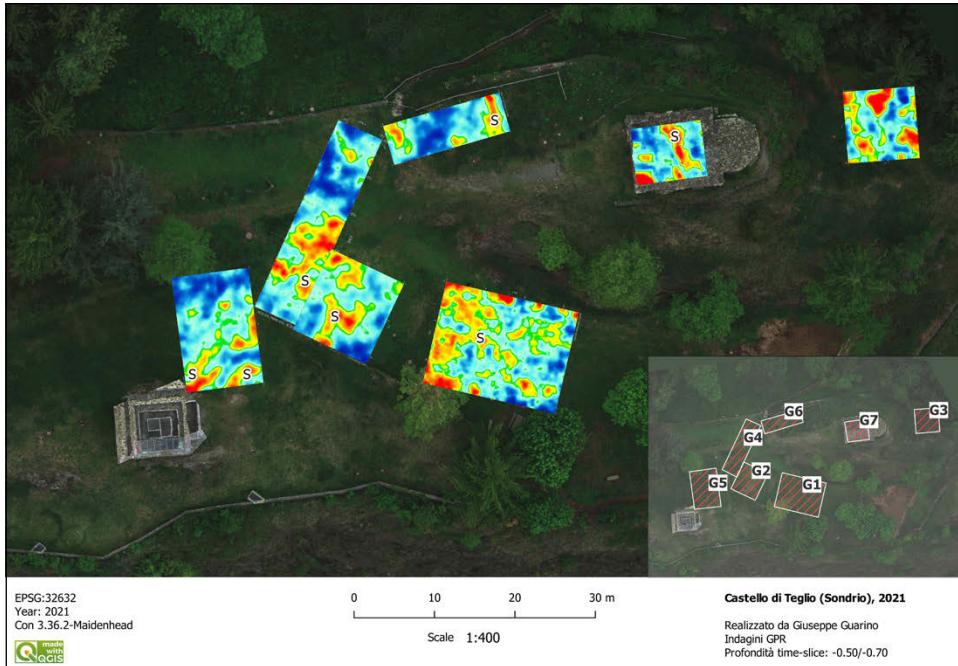 S
S
S
S
S
S
S
G6
G7
G3
G4
G2
G5
G1
EPSG:32632
Year: 2021
Con 3.36.2-Maidenhead
made
with
QGIS
0 10 20 30 m
Scale 1:400
Castello di Teglio (Sondrio), 2021
Realizzato da Giuseppe Guarino
Indagini GPR
Profondità time-slice: -0.50/-0.70